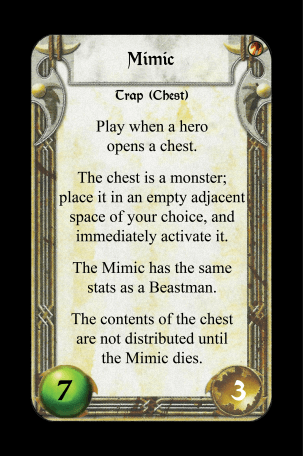 Mimic
Trap (Chest)
Play when a hero
opens a chest.
The chest is a monster;
place it in an empty adjacent
space of your choice, and
immediately activate it.
The Mimic has the same
stats as a Beastman.
The contents of the chest
are not distributed until
the Mimic dies.
7
3